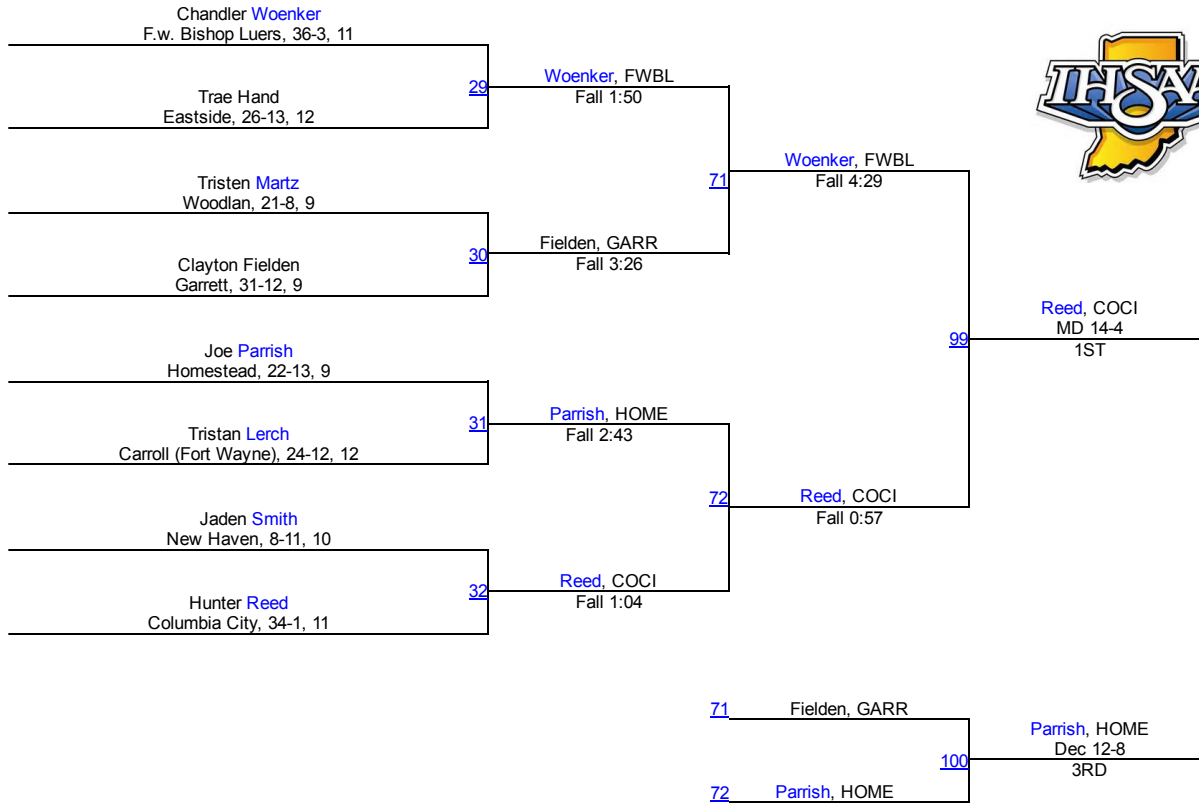 Chandler Woenker
F.w. Bishop Luers, 36-3, 11
29
Trae Hand
Eastside, 26-13, 12
Woenker, FWBL
Fall 1:50
Tristen Martz
Woodlan, 21-8, 9
30
Clayton Fielden
Garrett, 31-12, 9
Fielden, GARR
Fall 3:26
71
Woenker, FWBL
Fall 4:29
Joe Parrish
Homestead, 22-13, 9
31
Tristan Lerch
Carroll (Fort Wayne), 24-12, 12
Parrish, HOME
Fall 2:43
Jaden Smith
New Haven, 8-11, 10
32
Hunter Reed
Columbia City, 34-1, 11
Reed, COCI
Fall 1:04
72
Reed, COCI
Fall 0:57
99
Reed, COCI
MD 14-4
1ST
IHSAA
71
Fielden, GARR
72
Parrish, HOME
100
Parrish, HOME
Dec 12-8
3RD